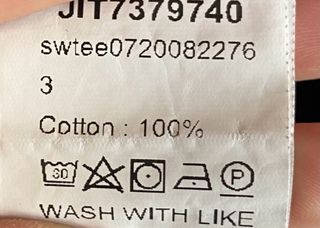 JIT7379740
swtee0720082276
3
Cotton : 100%
30 P
WASH WITH LIKE